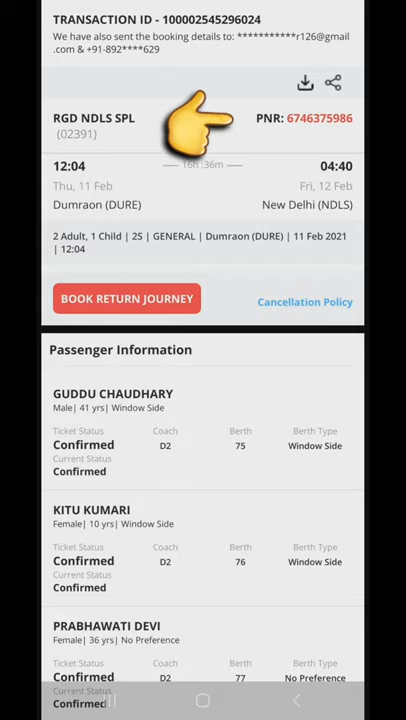 TRANSACTION ID - 100002545296024
We have also sent the booking details to: ***********r126@gmail
.com & +91-892****629
RGD NDLS SPL
PNR: 6746375986
(02391)
12:04
16h :36m
04:40
Thu, 11 Feb
Fri, 12 Feb
Dumraon (DURE)
New Delhi (NDLS)
2 Adult, 1 Child | 2S | GENERAL | Dumraon (DURE) | 11 Feb 2021
| 12:04
BOOK RETURN JOURNEY
Cancellation Policy
Passenger Information
GUDDU CHAUDHARY
Male| 41 yrs| Window Side
Ticket Status Coach Berth Berth Type
Confirmed D2 75 Window Side
Current Status
Confirmed
KITU KUMARI
Female| 10 yrs| Window Side
Ticket Status Coach Berth Berth Type
Confirmed D2 76 Window Side
Current Status
Confirmed
PRABHAWATI DEVI
Female| 36 yrs| No Preference
Ticket Status Coach Berth Berth Type
Confirmed D2 77 No Preference
Current Status
Confirmed